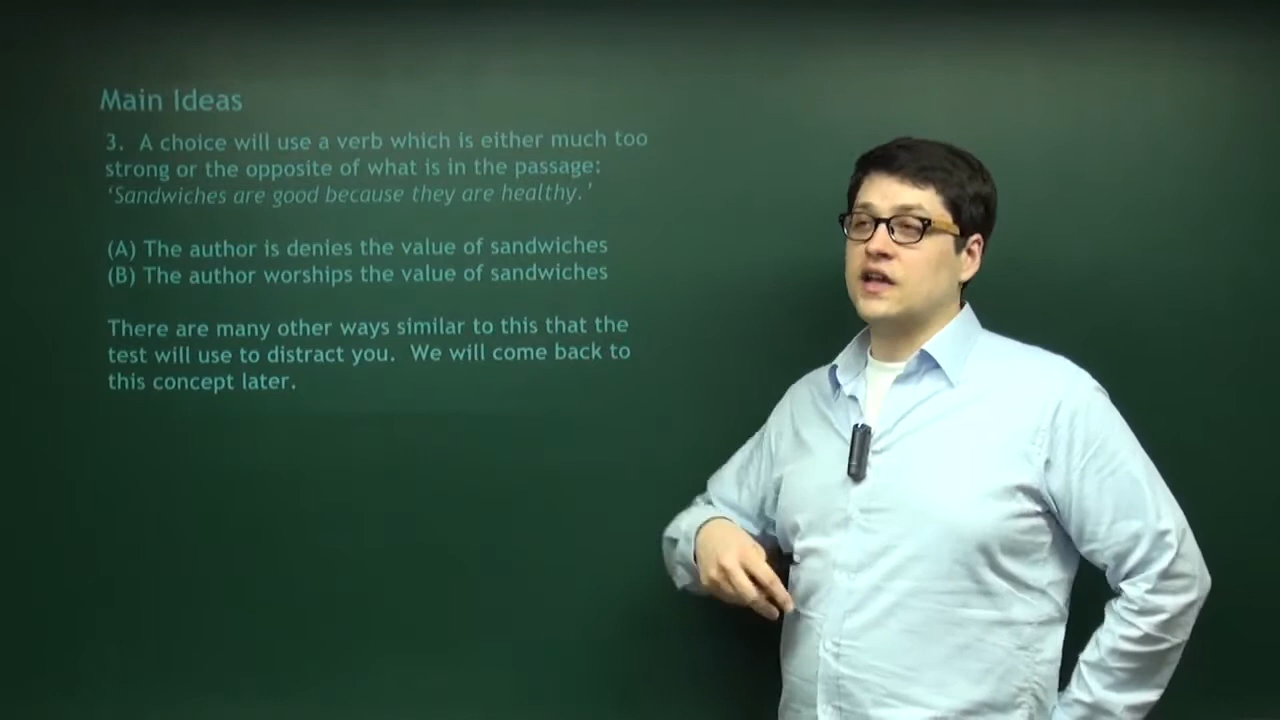 Main Ideas
3. A choice will use a verb which is either much too
strong or the opposite of what is in the passage:
‘Sandwiches are good because they are healthy.’
(A) The author is denies the value of sandwiches
(B) The author worships the value of sandwiches
There are many other ways similar to this that the
test will use to distract you. We will come back to
this concept later.